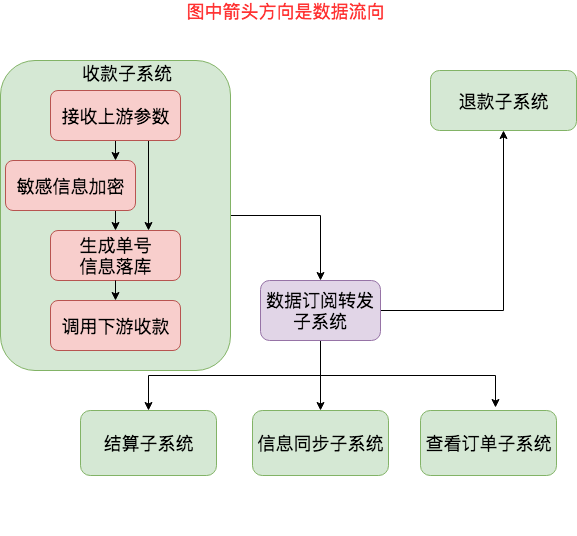 图中箭头方向是数据流向
收款子系统
接收上游参数
敏感信息加密
生成单号
信息落库
调用下游收款
退款子系统
数据订阅转发
子系统
结算子系统
信息同步子系统
查看订单子系统